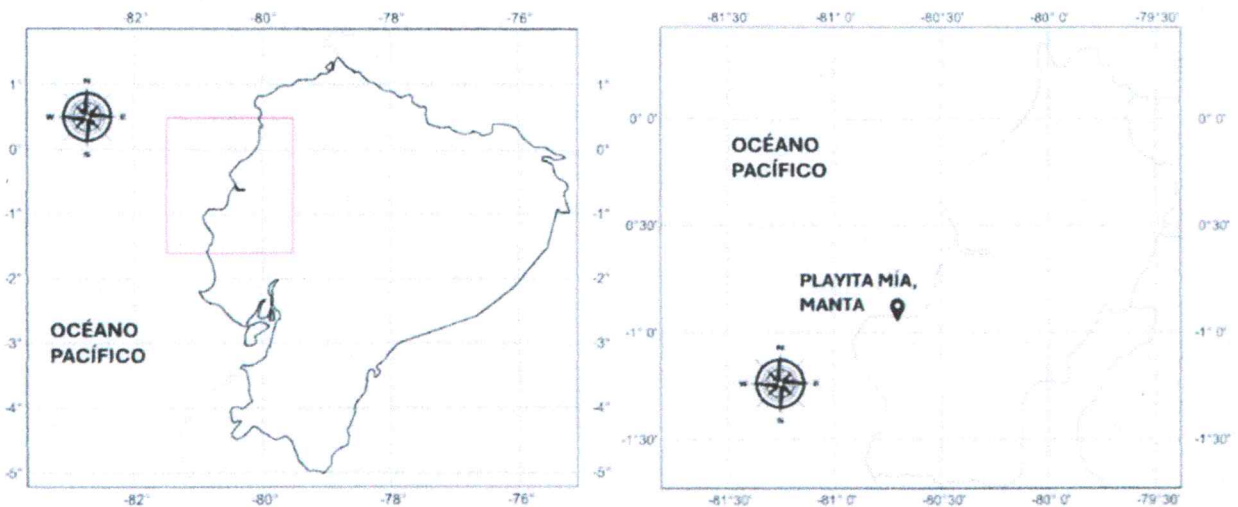 -82° -80° -78° -76°
1°
0°
-1°
-2°
-3°
-4°
-5°
1°
0°
-1°
-2°
-3°
-4°
-5°
N
W E
S
OCÉANO
PACÍFICO
-82° -80° -78° -76°
-81°30' -81° 0' -80°30' -80° 0' -79°30'
0° 0'
0°30'
-1° 0'
-1°30'
0° 0'
0°30'
-1° 0'
-1°30'
OCÉANO
PACÍFICO
PLAYITA MÍA,
MANTA
N
W E
S
-81°30' -81° 0' -80°30' -80° 0' -79°30'